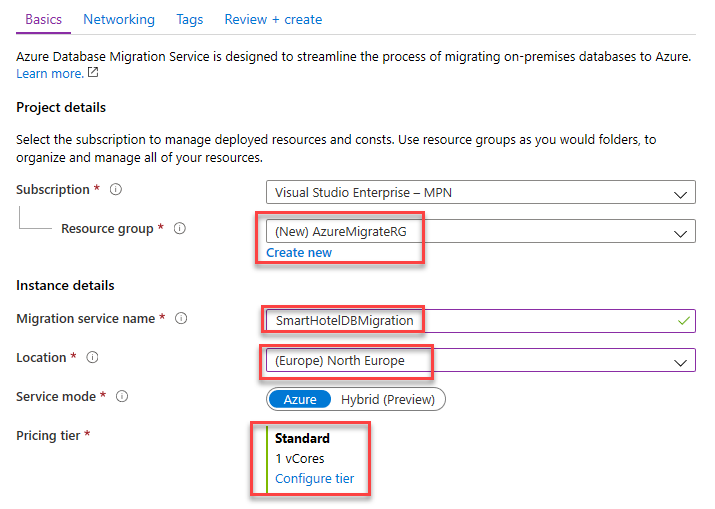 Basics Networking Tags Review + create
Azure Database Migration Service is designed to streamline the process of migrating on-premises databases to Azure.
Learn more.
Project details
Select the subscription to manage deployed resources and consts. Use resource groups as you would folders, to
organize and manage all of your resources.
Subscription * Visual Studio Enterprise – MPN
Resource group * (New) AzureMigrateRG
Create new
Instance details
Migration service name * SmartHotelDBMigration
Location * (Europe) North Europe
Service mode * Azure Hybrid (Preview)
Pricing tier * Standard
1 vCores
Configure tier